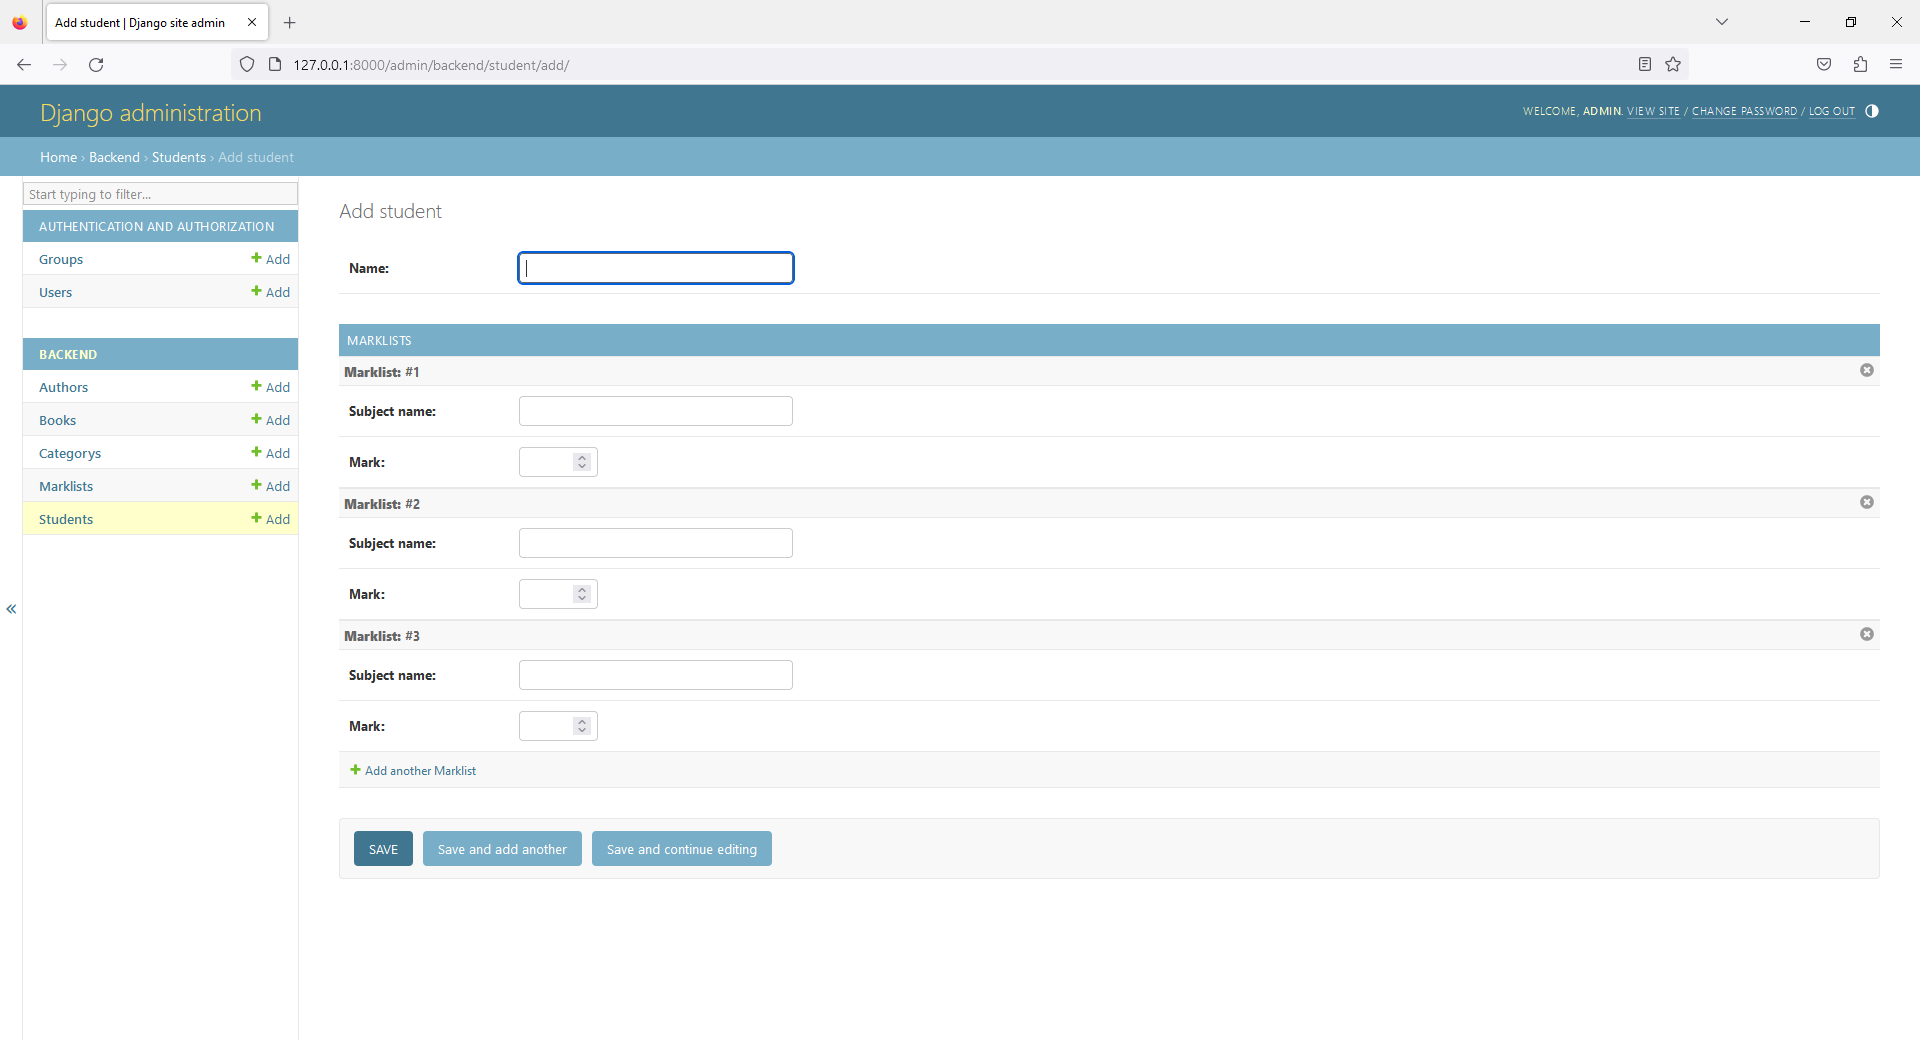 Add student | Django site admin
127.0.0.1:8000/admin/backend/student/add/
Django administration
WELCOME, ADMIN. VIEW SITE / CHANGE PASSWORD / LOG OUT
Home › Backend › Students › Add student
Start typing to filter...
AUTHENTICATION AND AUTHORIZATION
Groups Add
Users Add
BACKEND
Authors Add
Books Add
Categorys Add
Marklists Add
Students Add
«
Add student
Name:
MARKLISTS
Marklist: #1
Subject name:
Mark:
Marklist: #2
Subject name:
Mark:
Marklist: #3
Subject name:
Mark:
Add another Marklist
SAVE Save and add another Save and continue editing